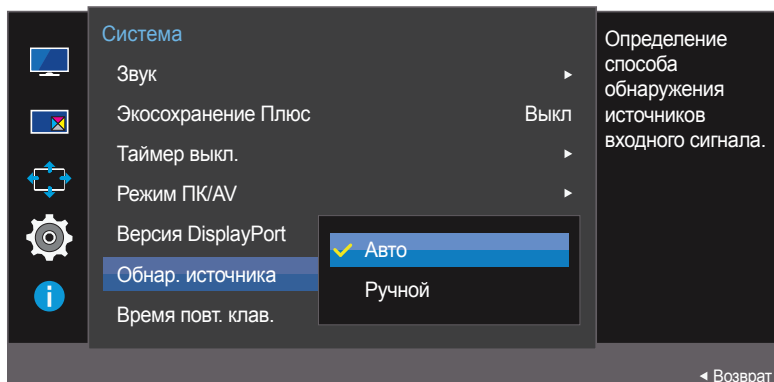 Система
Звук
Экосохранение Плюс Выкл
Таймер выкл.
Режим ПК/AV
Версия DisplayPort
Обнар. источника
Время повт. клав.
Авто
Ручной
Определение
способа
обнаружения
источников
входного сигнала.
Возврат